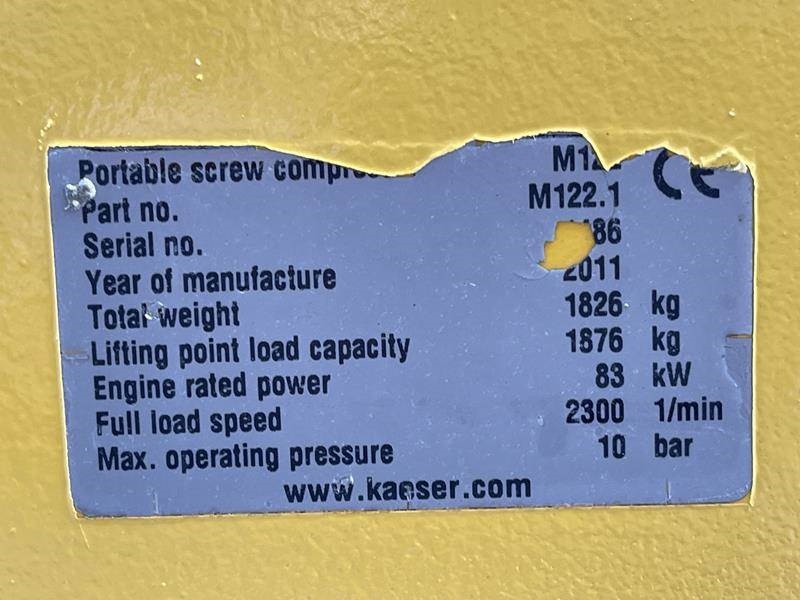 Portable screw CE
Part no. M122.1
Serial no.
Year of manufacture 2011
Total weight 1826 kg
Lifting point load capacity 1876 kg
Engine rated power 83 kW
Full load speed 2300 1/min
Max. operating pressure 10 bar
www.kaeser.com